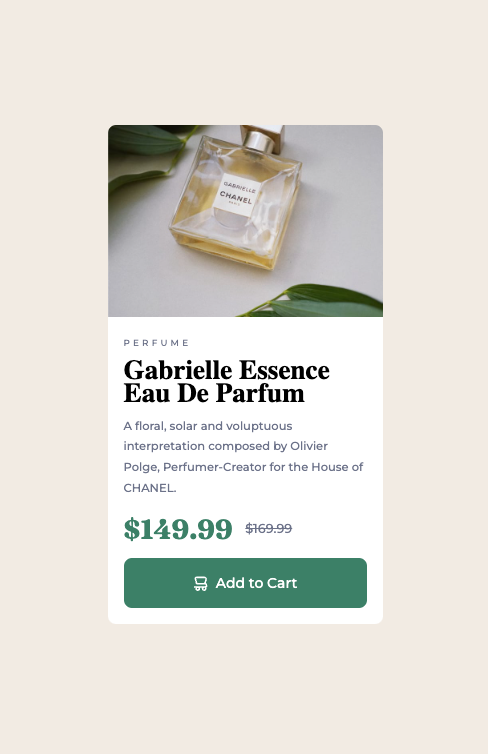 GABRIELLE
CHANEL
PARIS
PERFUME
Gabrielle Essence
Eau De Parfum
A floral, solar and voluptuous
interpretation composed by Olivier
Polge, Perfumer-Creator for the House of
CHANEL.
$149.99 $169.99
Add to Cart